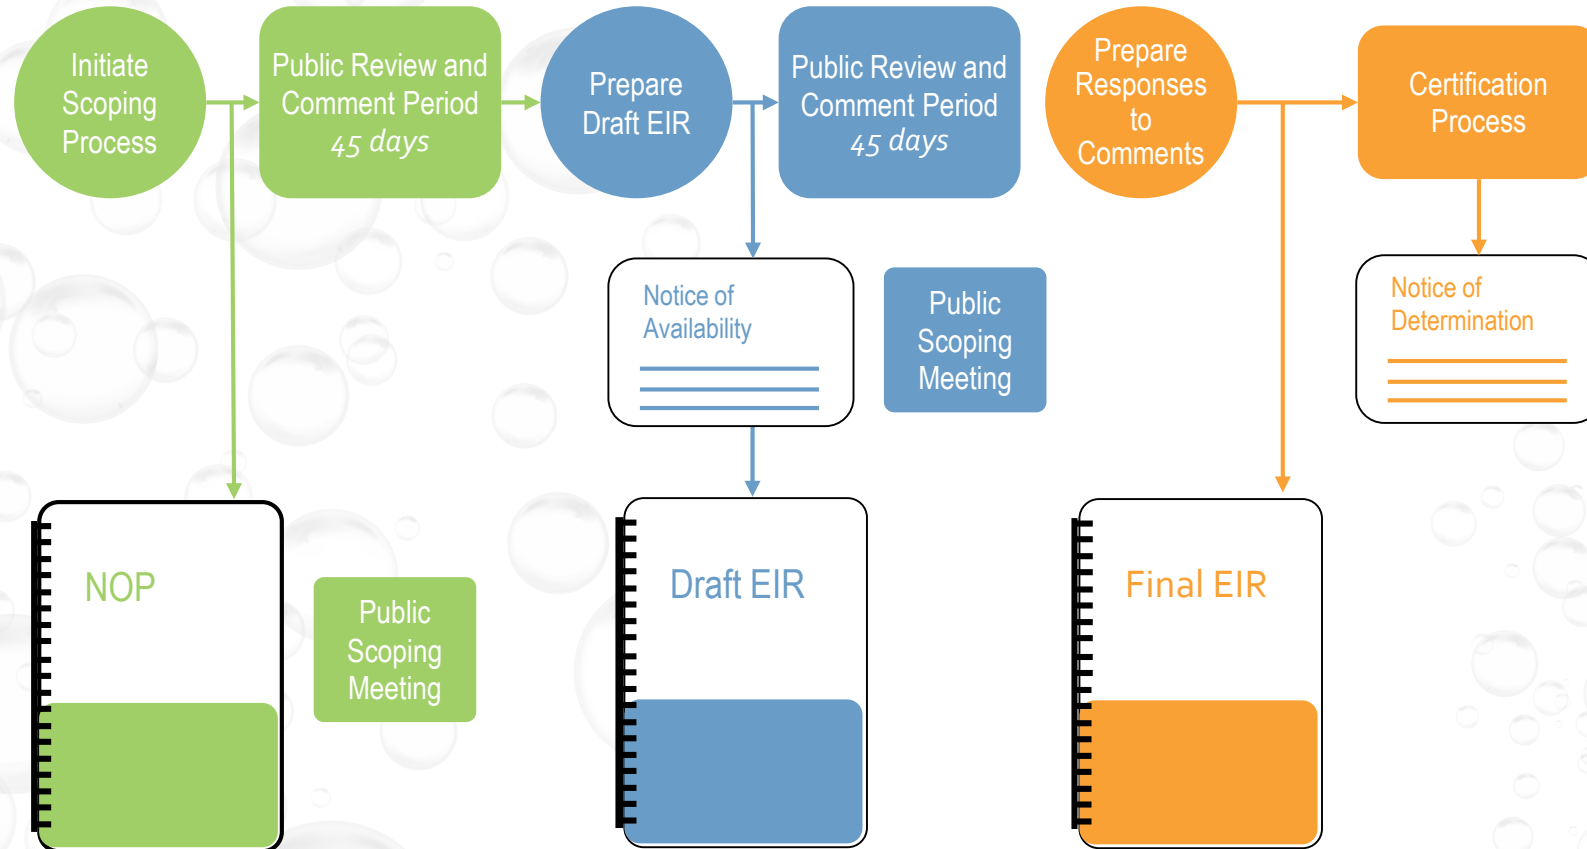 Initiate
Scoping
Process
Public Review and
Comment Period
45 days
Prepare
Draft EIR
Public Review and
Comment Period
45 days
Prepare
Responses
to
Comments
Certification
Process
Notice of
Availability
Public
Scoping
Meeting
Notice of
Determination
NOP
Public
Scoping
Meeting
Draft EIR
Final EIR